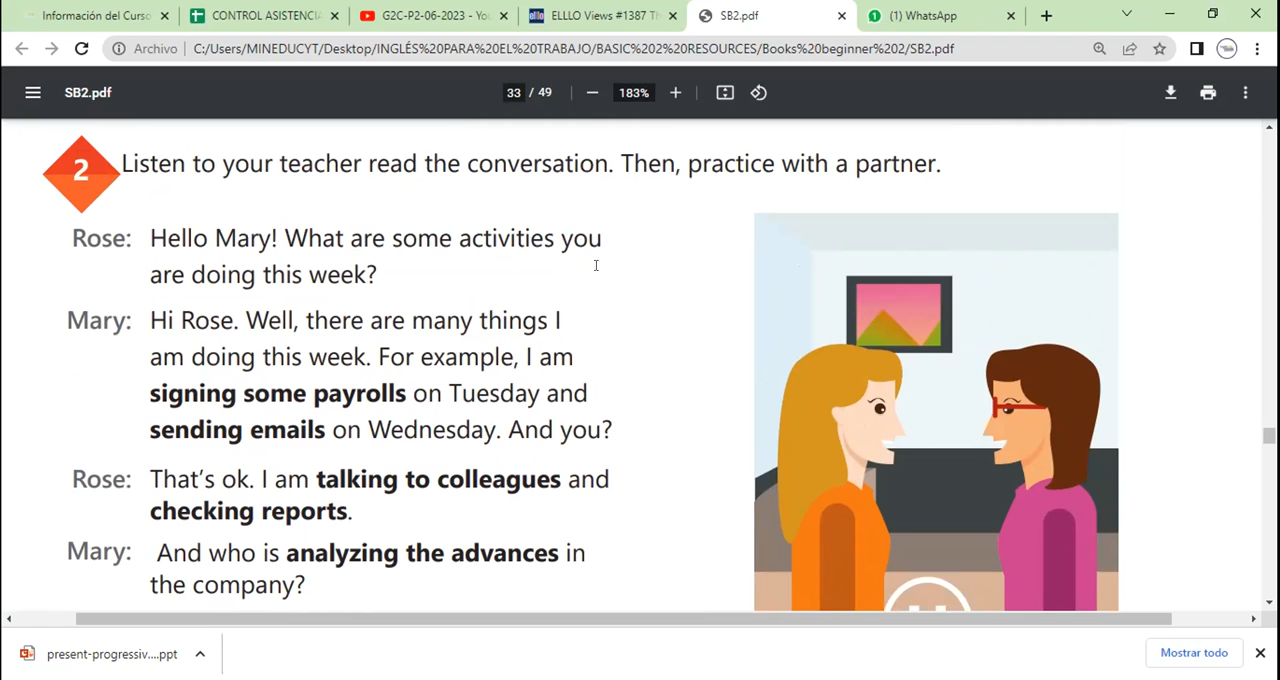 Información del Curso
CONTROL ASISTENCIA
G2C-P2-06-2023 - You
ELLLO Views #1387 Th
SB2.pdf
(1) WhatsApp
Archivo
C:/Users/MINEDUCYT/Desktop/INGLÉS%20PARA%20EL%20TRABAJO/BASIC%202%20RESOURCES/Books%20beginner%202/SB2.pdf
SB2.pdf
33 / 49
183%
2
Listen to your teacher read the conversation. Then, practice with a partner.
Rose: Hello Mary! What are some activities you
are doing this week?
Mary: Hi Rose. Well, there are many things I
am doing this week. For example, I am
signing some payrolls on Tuesday and
sending emails on Wednesday. And you?
Rose: That's ok. I am talking to colleagues and
checking reports.
Mary: And who is analyzing the advances in
the company?
present-progressiv....ppt
Mostrar todo